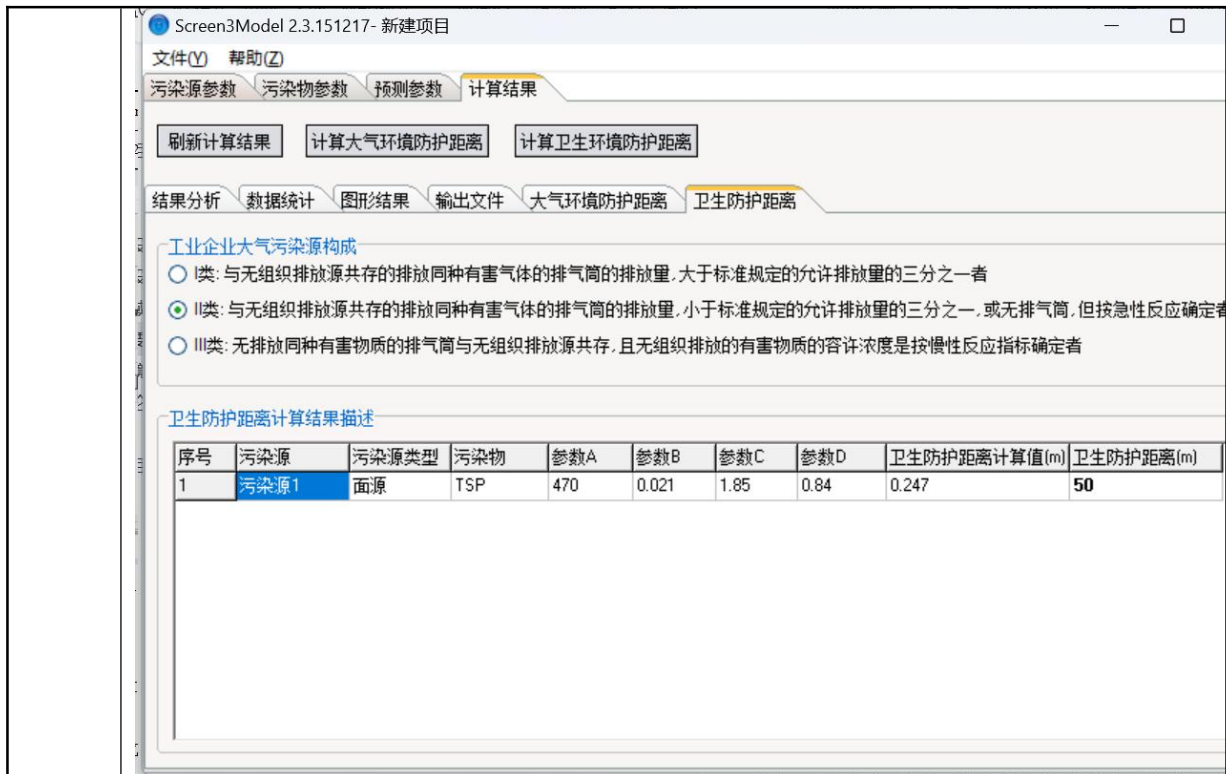 Screen3Model 2.3.151217- 新建项目
文件(Y) 帮助(Z)
污染源参数 污染物参数 预测参数 计算结果
刷新计算结果 计算大气环境防护距离 计算卫生环境防护距离
结果分析 数据统计 图形结果 输出文件 大气环境防护距离 卫生防护距离
工业企业大气污染源构成
I类: 与无组织排放源共存的排放同种有害气体的排气筒的排放量,大于标准规定的允许排放量的三分之一者
II类: 与无组织排放源共存的排放同种有害气体的排气筒的排放量,小于标准规定的允许排放量的三分之一,或无排气筒,但按急性反应确定者
III类: 无排放同种有害物质的排气筒与无组织排放源共存,且无组织排放的有害物质的容许浓度是按慢性反应指标确定者
卫生防护距离计算结果描述
序号 污染源 污染源类型 污染物 参数A 参数B 参数C 参数D 卫生防护距离计算值(m) 卫生防护距离(m)
1 污染源1 面源 TSP 470 0.021 1.85 0.84 0.247 50